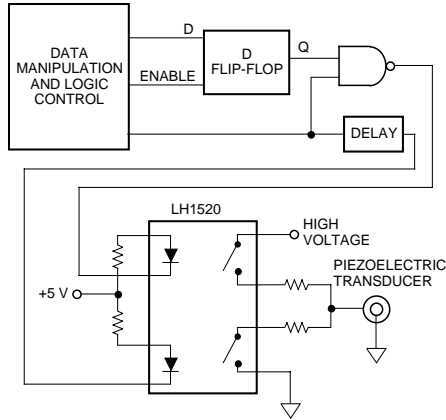 DATA
MANIPULATION
AND LOGIC
CONTROL
D
ENABLE
D
FLIP-FLOP
Q
DELAY
LH1520
HIGH
VOLTAGE
PIEZOELECTRIC
TRANSDUCER
+5 V